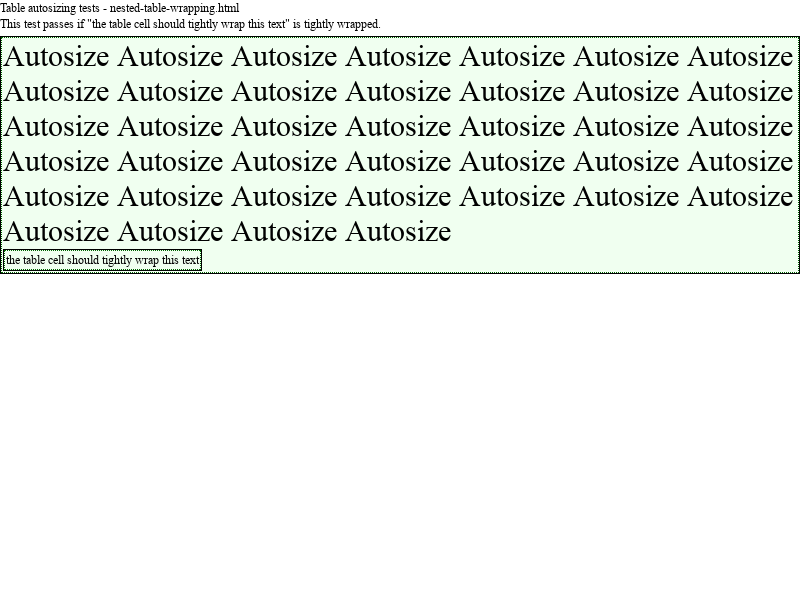 Table autosizing tests - nested-table-wrapping.html
This test passes if "the table cell should tightly wrap this text" is tightly wrapped.
Autosize Autosize Autosize Autosize Autosize Autosize Autosize
Autosize Autosize Autosize Autosize Autosize Autosize Autosize
Autosize Autosize Autosize Autosize Autosize Autosize Autosize
Autosize Autosize Autosize Autosize Autosize Autosize Autosize
Autosize Autosize Autosize Autosize Autosize Autosize Autosize
Autosize Autosize Autosize Autosize
the table cell should tightly wrap this text